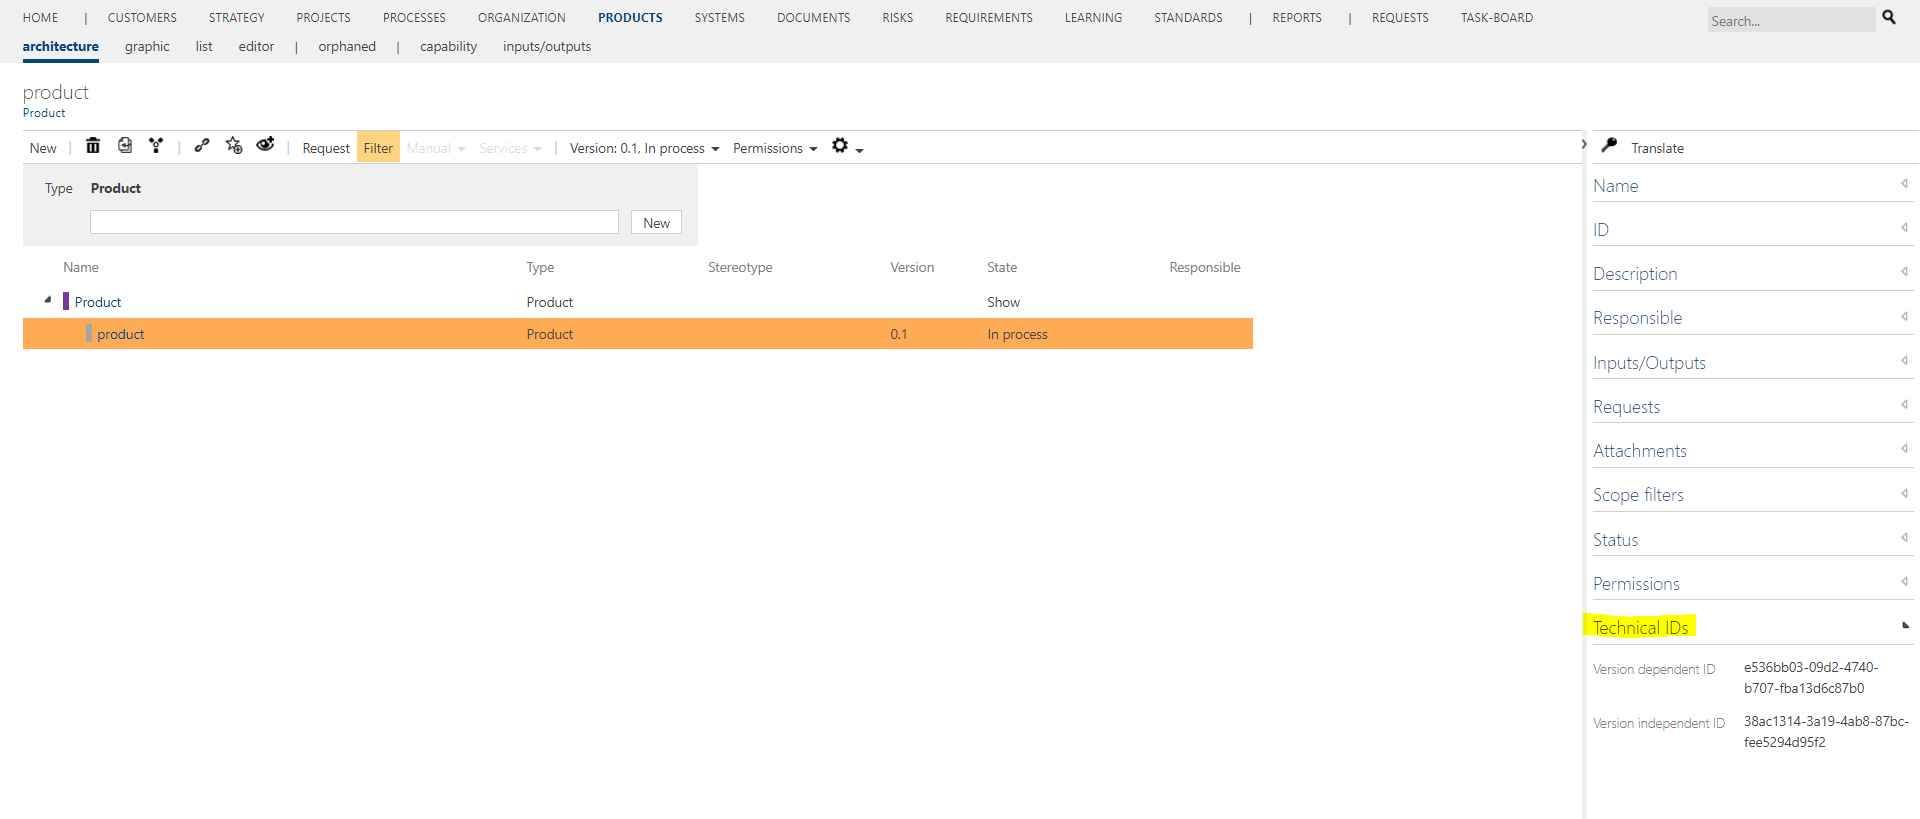 HOME | CUSTOMERS STRATEGY PROJECTS PROCESSES ORGANIZATION PRODUCTS SYSTEMS DOCUMENTS RISKS REQUIREMENTS LEARNING STANDARDS | REPORTS | REQUESTS TASK-BOARD Search...
architecture graphic list editor | orphaned | capability inputs/outputs
product
Product
New | | | Request Filter Manual Services | Version: 0.1, In process Permissions
Type Product
New
Name Type Stereotype Version State Responsible
Product Product Show
product Product 0.1 In process
Translate
Name
ID
Description
Responsible
Inputs/Outputs
Requests
Attachments
Scope filters
Status
Permissions
Technical IDs
Version dependent ID e536bb03-09d2-4740-
b707-fba13d6c87b0
Version independent ID 38ac1314-3a19-4ab8-87bc-
fee5294d95f2